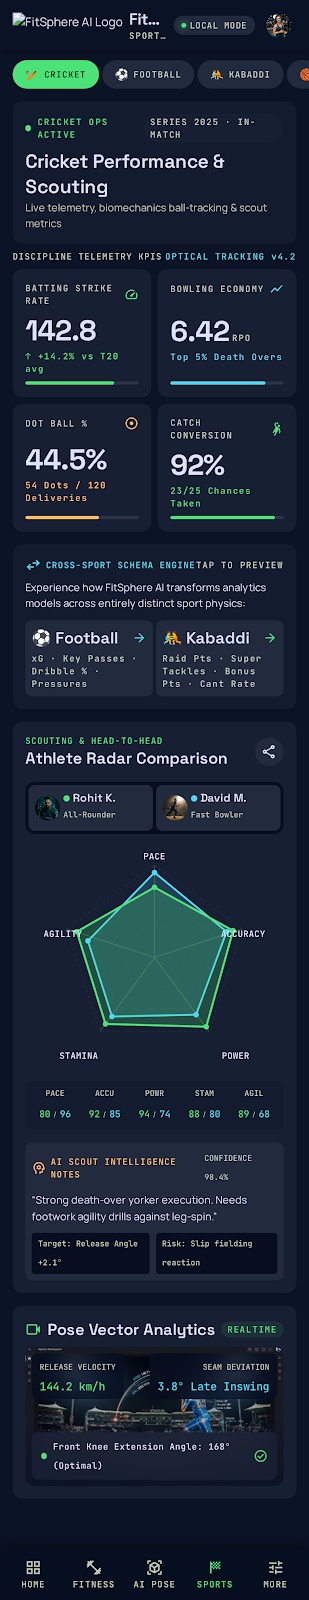 FitSphere AI Logo
Fit...
SPORT...
LOCAL MODE
CRICKET
FOOTBALL
KABADDI
CRICKET OPS
ACTIVE
SERIES 2025 · IN-
MATCH
Cricket Performance &
Scouting
Live telemetry, biomechanics ball-tracking & scout
metrics
DISCIPLINE TELEMETRY KPIS
OPTICAL TRACKING v4.2
BATTING STRIKE
RATE
142.8
↑ +14.2% vs T20
avg
BOWLING ECONOMY
6.42 RPO
Top 5% Death Overs
DOT BALL %
44.5%
54 Dots / 120
Deliveries
CATCH
CONVERSION
92%
23/25 Chances
Taken
CROSS-SPORT SCHEMA ENGINE
TAP TO PREVIEW
Experience how FitSphere AI transforms analytics
models across entirely distinct sport physics:
Football
xG · Key Passes ·
Dribble % ·
Pressures
Kabaddi
Raid Pts · Super
Tackles · Bonus
Pts · Cant Rate
SCOUTING & HEAD-TO-HEAD
Athlete Radar Comparison
Rohit K.
All-Rounder
David M.
Fast Bowler
PACE
AGILITY
ACCURACY
STAMINA
POWER
PACE ACCU POWR STAM AGIL
80 / 96 92 / 85 94 / 74 88 / 80 89 / 68
AI SCOUT INTELLIGENCE
NOTES
CONFIDENCE
98.4%
"Strong death-over yorker execution. Needs
footwork agility drills against leg-spin."
Target: Release Angle
+2.1°
Risk: Slip fielding
reaction
Pose Vector Analytics
REALTIME
RELEASE VELOCITY
144.2 km/h
SEAM DEVIATION
3.8° Late Inswing
Front Knee Extension Angle: 168°
(Optimal)
HOME
FITNESS
AI POSE
SPORTS
MORE